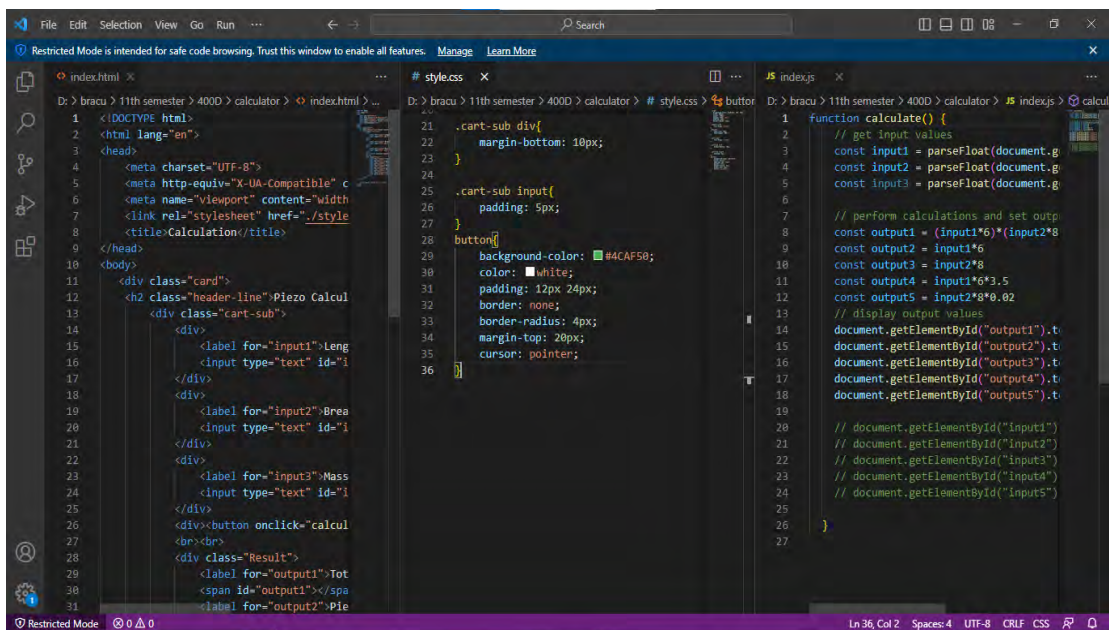 File Edit Selection View Go Run ··· ← → Search
Restricted Mode is intended for safe code browsing. Trust this window to enable all features. Manage Learn More
index.html
D: > bracu > 11th semester > 400D > calculator > index.html > ...
1 <!DOCTYPE html>
2 <html lang="en">
3 <head>
4 <meta charset="UTF-8">
5 <meta http-equiv="X-UA-Compatible" c
6 <meta name="viewport" content="width
7 <link rel="stylesheet" href="./style
8 <title>Calculation</title>
9 </head>
10 <body>
11 <div class="card">
12 <h2 class="header-line">Piezo Calcul
13 <div class="cart-sub">
14 <div>
15 <label for="input1">Leng
16 <input type="text" id="i
17 </div>
18 <div>
19 <label for="input2">Brea
20 <input type="text" id="i
21 </div>
22 <div>
23 <label for="input3">Mass
24 <input type="text" id="i
25 </div>
26 <div><button onclick="calcul
27 <br><br>
28 <div class="Result">
29 <label for="output1">Tot
30 <span id="output1"></spa
31 <label for="output2">Pie
# style.css
D: > bracu > 11th semester > 400D > calculator > # style.css > button
21 .cart-sub div{
22 margin-bottom: 10px;
23 }
24
25 .cart-sub input{
26 padding: 5px;
27 }
28 button{
29 background-color: #4CAF50;
30 color: white;
31 padding: 12px 24px;
32 border: none;
33 border-radius: 4px;
34 margin-top: 20px;
35 cursor: pointer;
36 }
JS index.js
D: > bracu > 11th semester > 400D > calculator > JS index.js > calcul
1 function calculate() {
2 // get input values
3 const input1 = parseFloat(document.g
4 const input2 = parseFloat(document.g
5 const input3 = parseFloat(document.g
6
7 // perform calculations and set outp
8 const output1 = (input1*6)*(input2*8
9 const output2 = input1*6
10 const output3 = input2*8
11 const output4 = input1*6*3.5
12 const output5 = input2*8*0.02
13 // display output values
14 document.getElementById("output1").t
15 document.getElementById("output2").t
16 document.getElementById("output3").t
17 document.getElementById("output4").t
18 document.getElementById("output5").t
19
20 // document.getElementById("input1")
21 // document.getElementById("input2")
22 // document.getElementById("input3")
23 // document.getElementById("input4")
24 // document.getElementById("input5")
25
26 }
27
Restricted Mode 0 0 Ln 36, Col 2 Spaces: 4 UTF-8 CRLF CSS